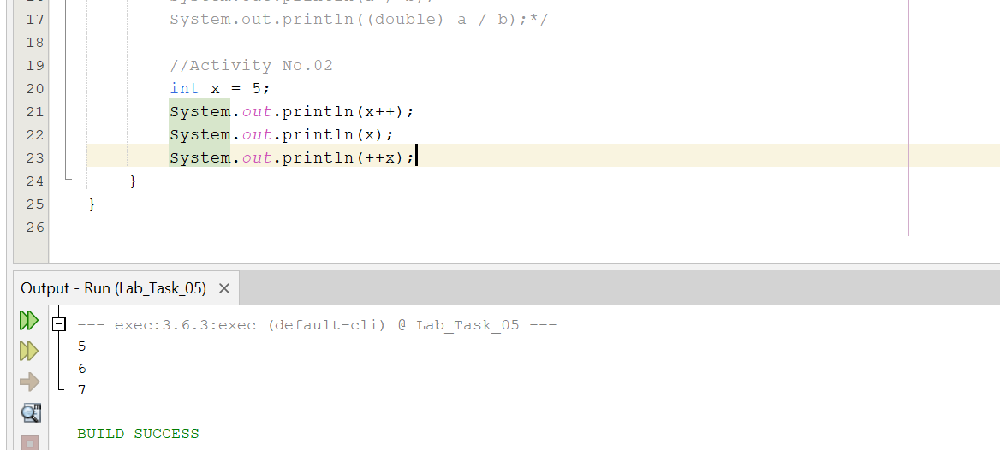 17 System.out.println((double) a / b);*/
18
19 //Activity No.02
20 int x = 5;
21 System.out.println(x++);
22 System.out.println(x);
23 System.out.println(++x);
24 }
25 }
26
Output - Run (Lab_Task_05) ×
--- exec:3.6.3:exec (default-cli) @ Lab_Task_05 ---
5
6
7
------------------------------------------------------------------------
BUILD SUCCESS